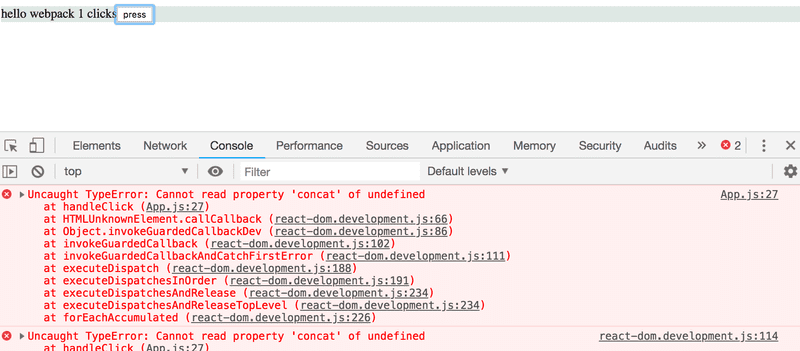 hello webpack 1 clicks press
Elements Network Console Performance Sources Application Memory Security Audits » 2
top ▼ Filter Default levels ▼
Uncaught TypeError: Cannot read property 'concat' of undefined App.js:27
at handleClick (App.js:27)
at HTMLUnknownElement.callCallback (react-dom.development.js:66)
at Object.invokeGuardedCallbackDev (react-dom.development.js:86)
at invokeGuardedCallback (react-dom.development.js:102)
at invokeGuardedCallbackAndCatchFirstError (react-dom.development.js:111)
at executeDispatch (react-dom.development.js:188)
at executeDispatchesInOrder (react-dom.development.js:191)
at executeDispatchesAndRelease (react-dom.development.js:234)
at executeDispatchesAndReleaseTopLevel (react-dom.development.js:234)
at forEachAccumulated (react-dom.development.js:226)
Uncaught TypeError: Cannot read property 'concat' of undefined react-dom.development.js:114
at handleClick (App.js:27)